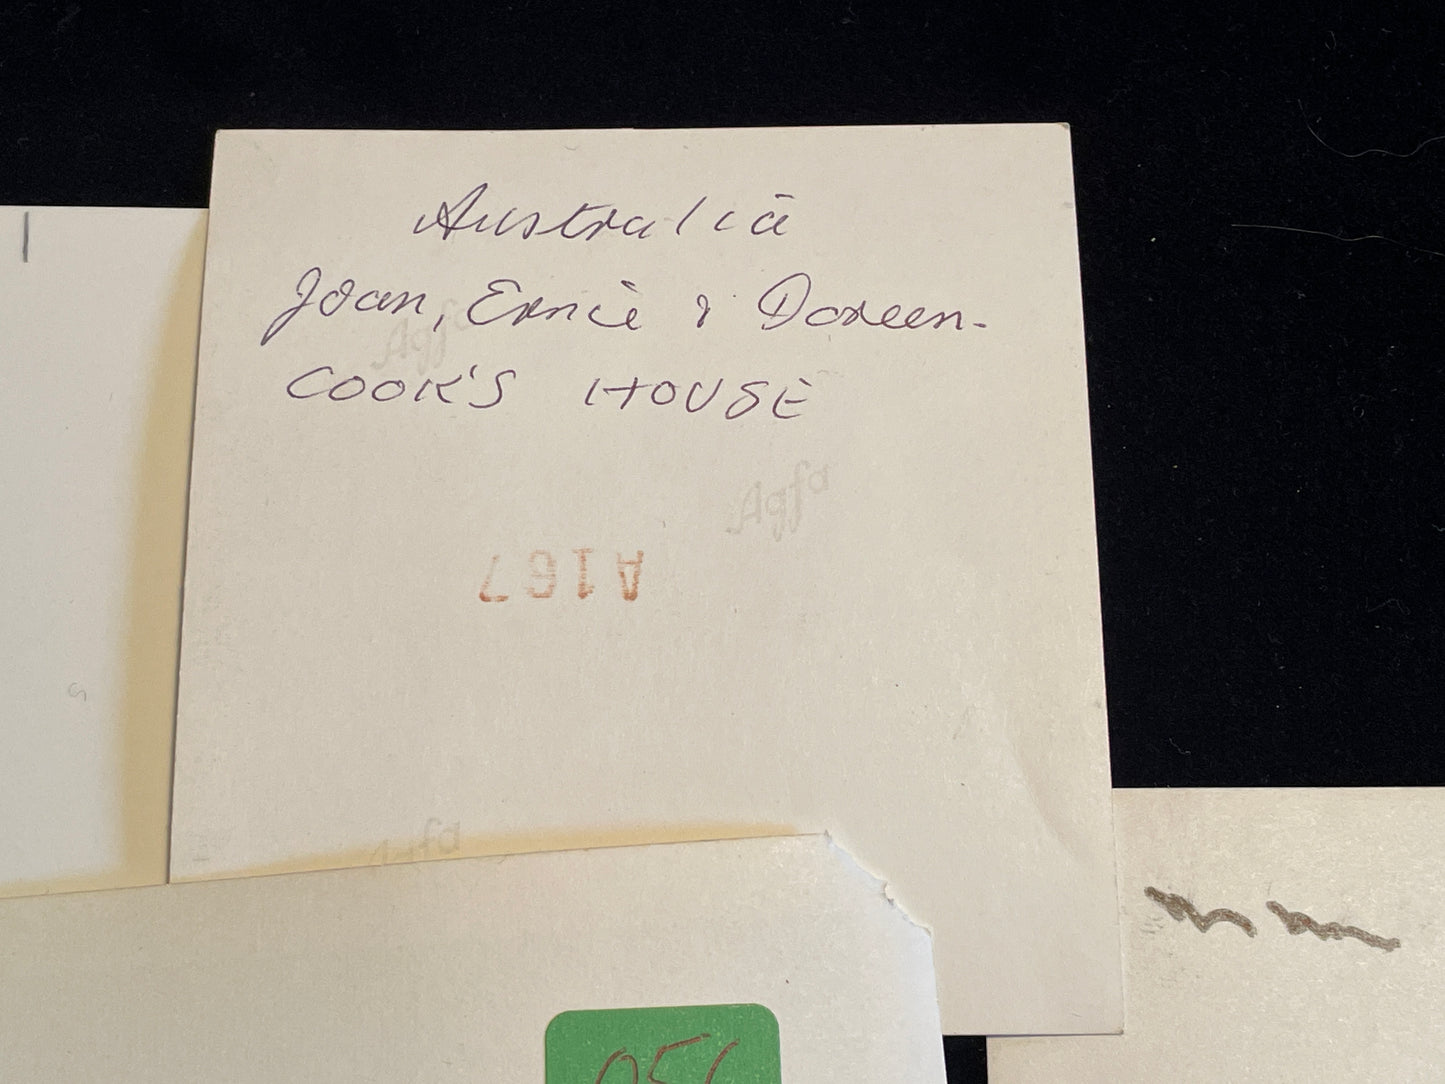 Australia
Joan, Ernie & Doreen-
COOK'S HOUSE
Agfa
Agfa
A167
Agfa